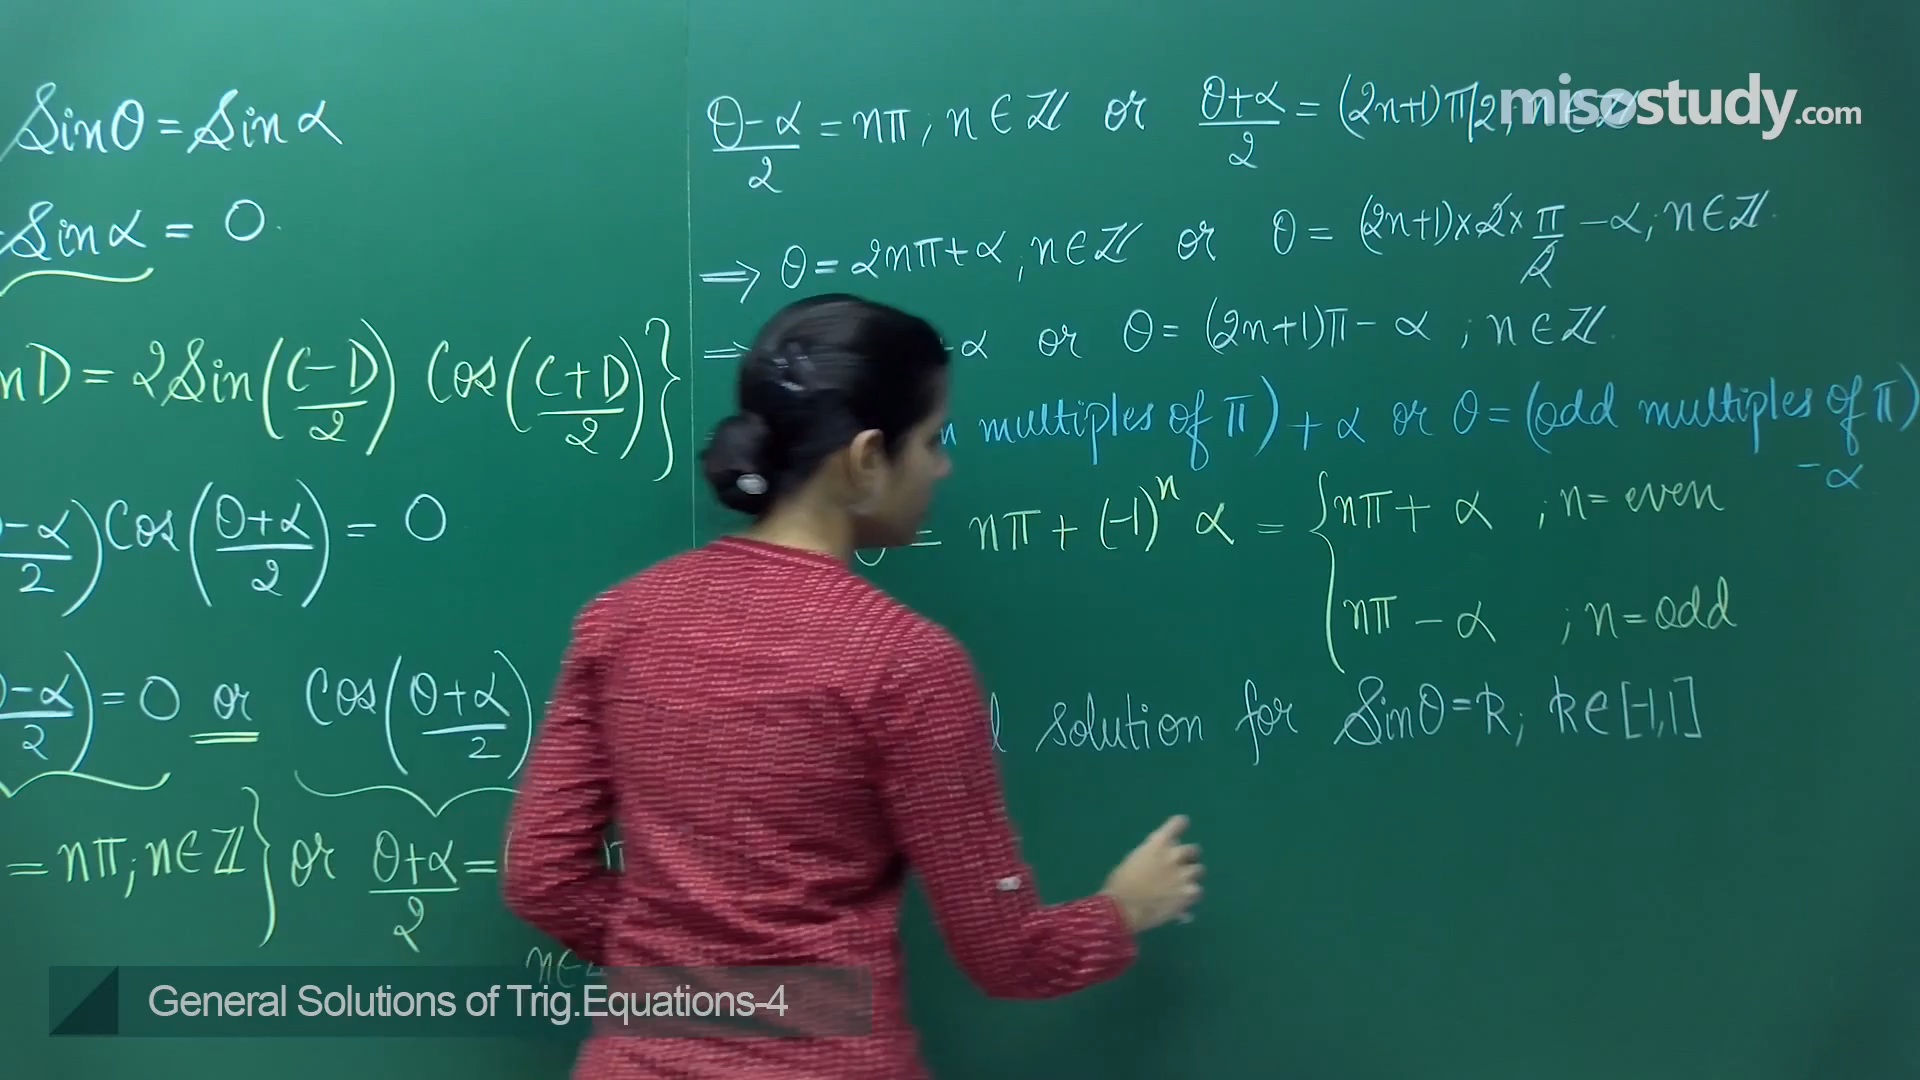 Sinθ = Sinα
Sinα = 0.
nD = 2Sin((C-D)/2) Cos((C+D)/2)}
-α)/2) Cos((θ+α)/2) = 0
-α)/2) = 0 or Cos((θ+α)/2)
= nπ; n∈ℤ} or (θ+α)/2 = (
n∈ℤ
(θ-α)/2 = nπ; n∈ℤ or (θ+α)/2 = (2n+1)π/2; n∈ℤ
misostudy.com
⟹ θ = 2nπ+α; n∈ℤ or θ = (2n+1)×2×π/2 -α; n∈ℤ.
⟹ -α or θ = (2n+1)π - α ; n∈ℤ.
n multiples of π) + α or θ = (odd multiples of π)
-α
θ = nπ + (-1)ⁿ α = { nπ + α ; n = even
nπ - α ; n = odd
l solution for Sinθ = k, k∈[-1,1]
General Solutions of Trig.Equations-4